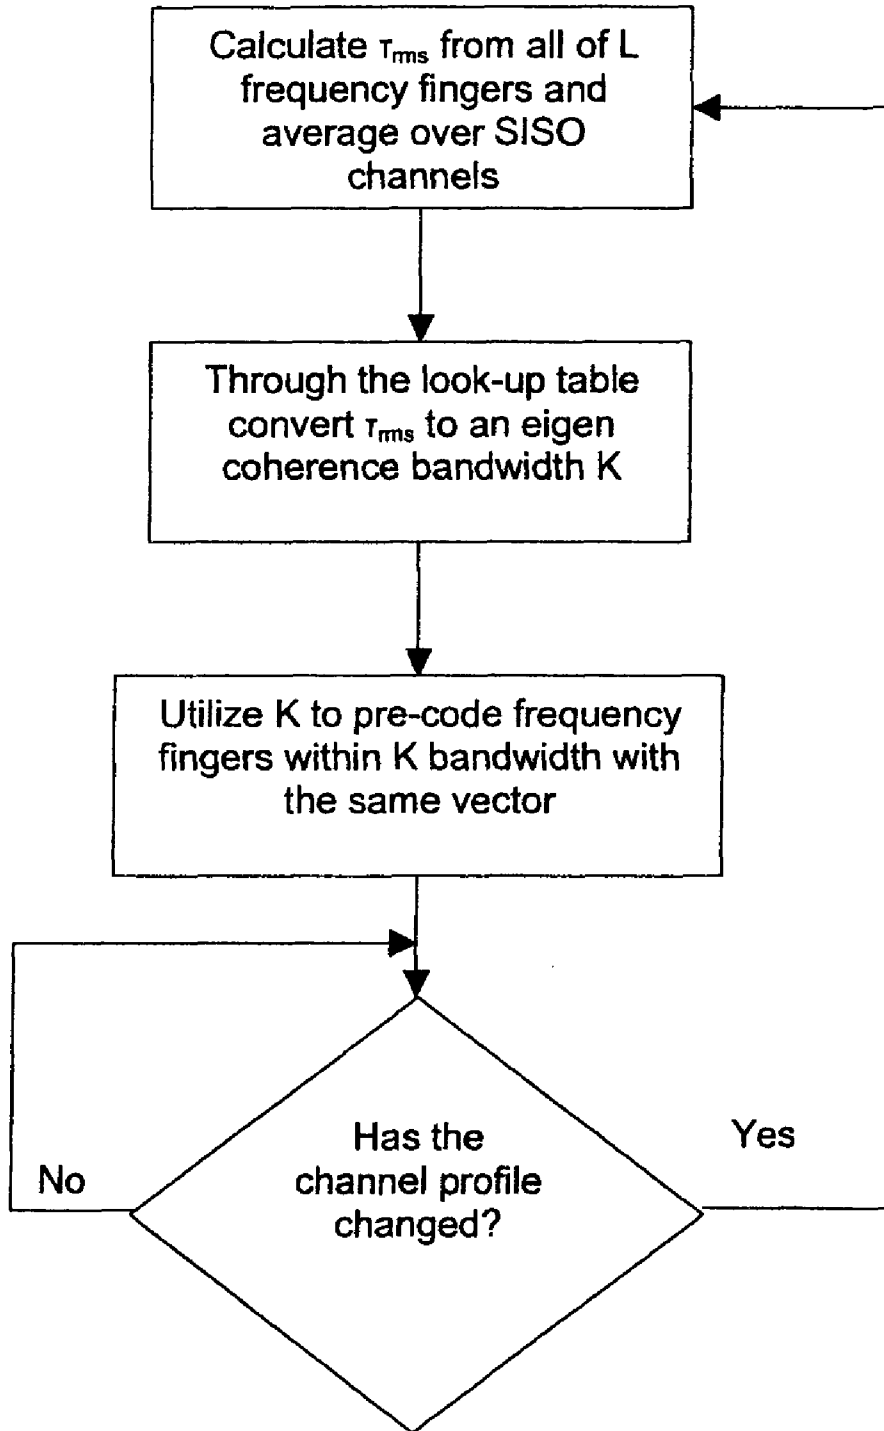 Calculate τrms from all of L
frequency fingers and
average over SISO
channels
Through the look-up table
convert τrms to an eigen
coherence bandwidth K
Utilize K to pre-code frequency
fingers within K bandwidth with
the same vector
Has the
channel profile
changed?
No
Yes